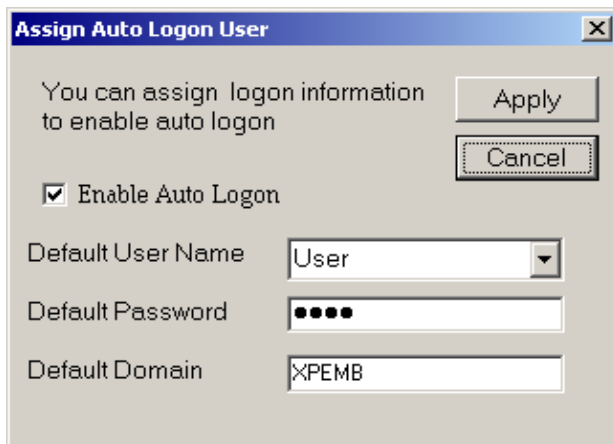 Assign Auto Logon User
You can assign logon information
to enable auto logon
Apply
Cancel
Enable Auto Logon
Default User Name
User
Default Password
●●●●
Default Domain
XPEMB